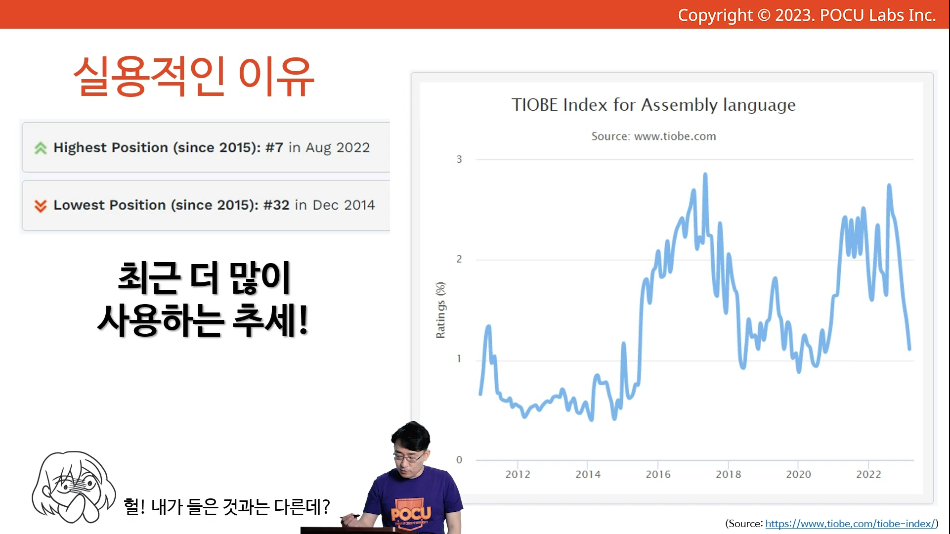 Copyright © 2023. POCU Labs Inc.
실용적인 이유
Highest Position (since 2015): #7 in Aug 2022
Lowest Position (since 2015): #32 in Dec 2014
최근 더 많이
사용하는 추세!
헐! 내가 들은 것과는 다른데?
POCU
TIOBE Index for Assembly language
Source: www.tiobe.com
Ratings (%)
3
2
1
0
2012 2014 2016 2018 2020 2022
(Source: https://www.tiobe.com/tiobe-index/)